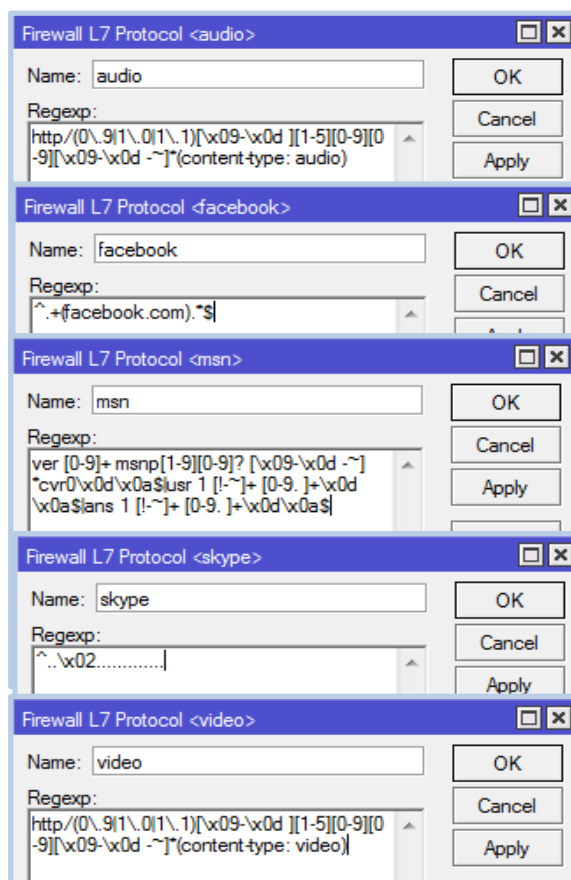 Firewall L7 Protocol <audio>
Name: audio
OK
Regexp:
Cancel
http/(0\.9|1\.0|1\.1)[\x09-\x0d ][1-5][0-9][0
-9][\x09-\x0d -~]*(content-type: audio)
Apply
Firewall L7 Protocol <facebook>
Name: facebook
OK
Regexp:
Cancel
^.+(facebook.com).*$
Firewall L7 Protocol <msn>
Name: msn
OK
Regexp:
Cancel
ver [0-9]+ msnp[1-9][0-9]? [\x09-\x0d -~]
*cvr0\x0d\x0a$|usr 1 [!-~]+ [0-9. ]+\x0d
\x0a$|ans 1 [!-~]+ [0-9. ]+\x0d\x0a$
Apply
Firewall L7 Protocol <skype>
Name: skype
OK
Regexp:
Cancel
^..\x02.............
Apply
Firewall L7 Protocol <video>
Name: video
OK
Regexp:
Cancel
http/(0\.9|1\.0|1\.1)[\x09-\x0d ][1-5][0-9][0
-9][\x09-\x0d -~]*(content-type: video)
Apply